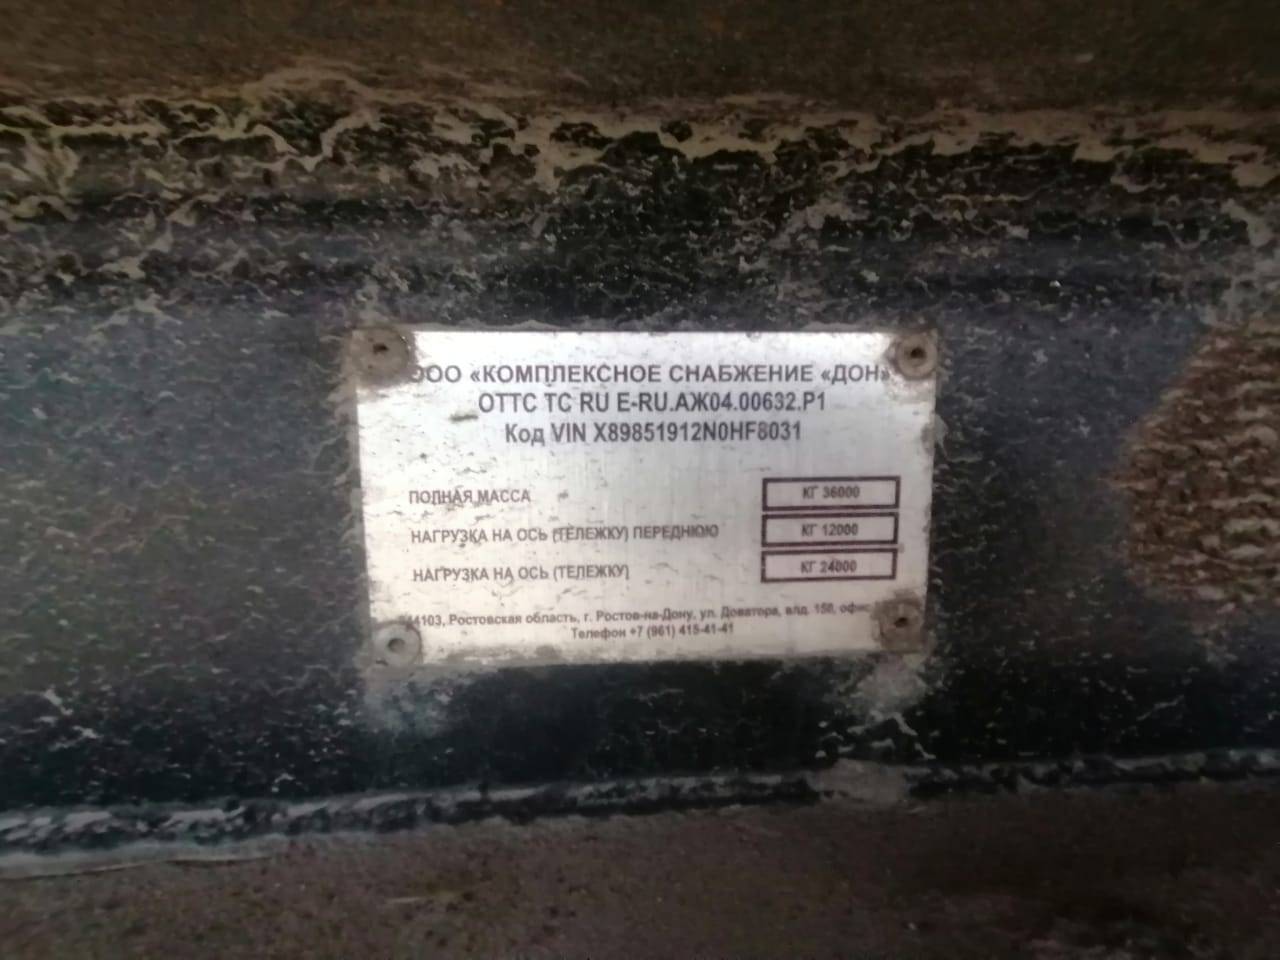 ООО «КОМПЛЕКСНОЕ СНАБЖЕНИЕ «ДОН»
ОТТС ТС RU E-RU.АЖ04.00632.Р1
Код VIN X89851912N0HF8031
ПОЛНАЯ МАССА КГ 36000
НАГРУЗКА НА ОСЬ (ТЕЛЕЖКУ) ПЕРЕДНЮЮ КГ 12000
НАГРУЗКА НА ОСЬ (ТЕЛЕЖКУ) КГ 24000
Ростовская область, г. Ростов-на-Дону, ул. Доватора, влд. 158, офис
Телефон +7 (961) 415-41-41